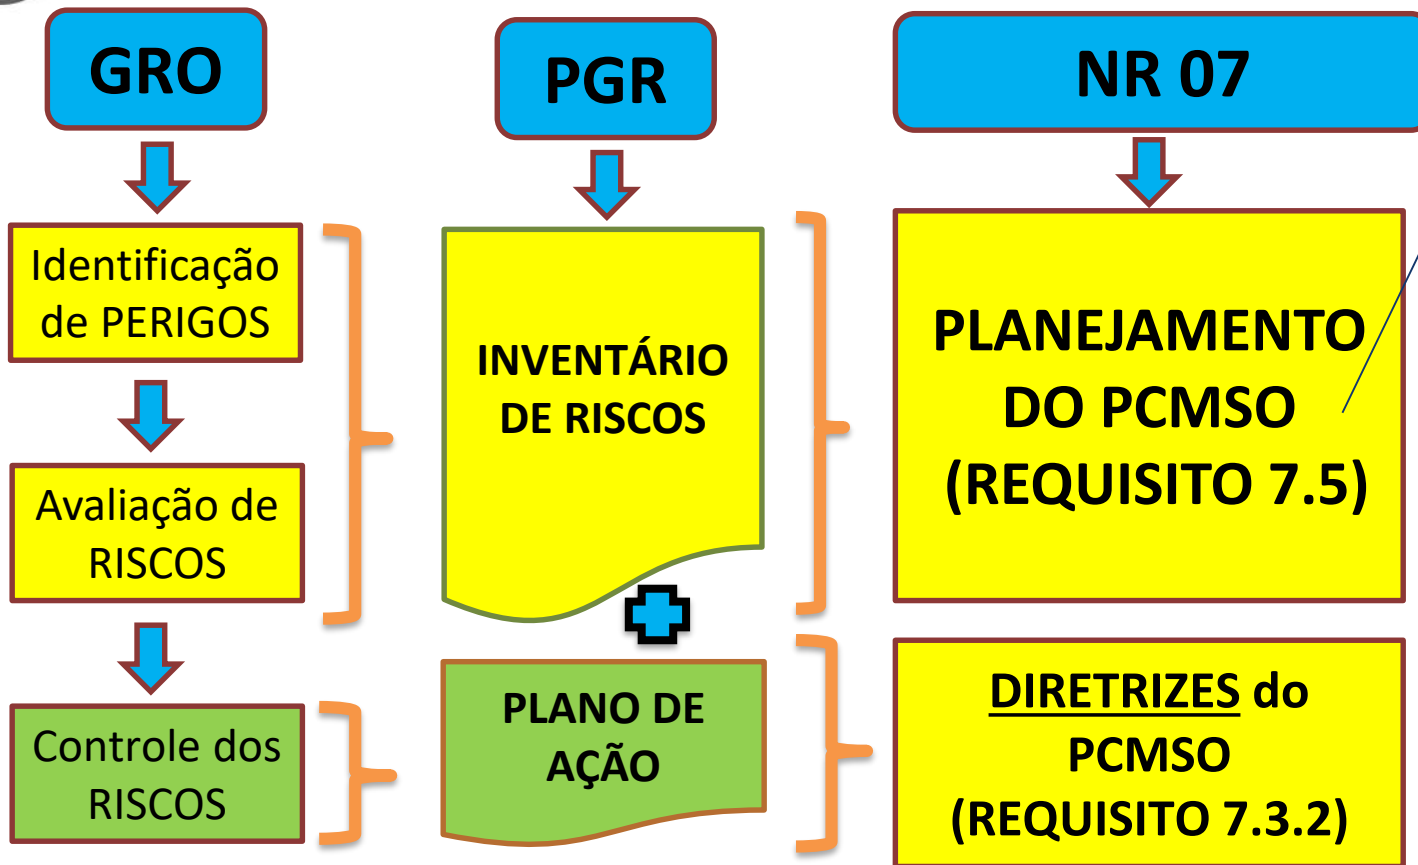 GRO
PGR
NR 07
Identificação
de PERIGOS
Avaliação de
RISCOS
Controle dos
RISCOS
INVENTÁRIO
DE RISCOS
PLANO DE
AÇÃO
PLANEJAMENTO
DO PCMSO
(REQUISITO 7.5)
DIRETRIZES do
PCMSO
(REQUISITO 7.3.2)